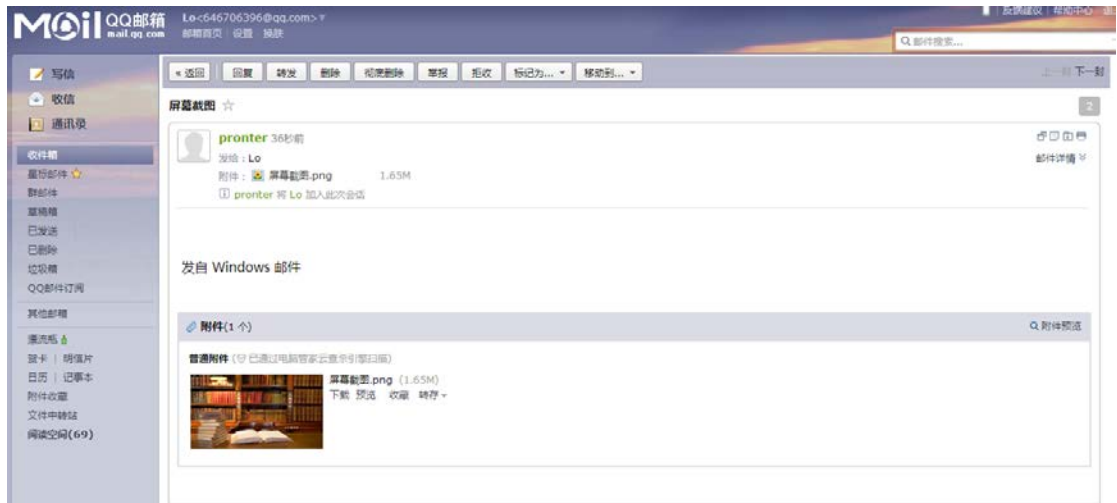 MAil QQ邮箱 mail.qq.com
Lo<646706396@qq.com>
邮箱首页 | 设置 | 换肤
反馈建议 | 帮助中心
邮件搜索...
写信
收信
通讯录
收件箱
星标邮件
群邮件
草稿箱
已发送
已删除
垃圾箱
QQ邮件订阅
其他邮箱
漂流瓶
贺卡 | 明信片
日历 | 记事本
附件收藏
文件中转站
阅读空间(69)
« 返回 回复 转发 删除 彻底删除 举报 拒收 标记为... 移动到...
上一封 下一封
屏幕截图
2
pronter 36秒前
发给:Lo
附件: 屏幕截图.png 1.65M
pronter 将 Lo 加入此次会话
邮件详情
发自 Windows 邮件
附件(1 个)
附件预览
普通附件 (已通过电脑管家云查杀引擎扫描)
屏幕截图.png (1.65M)
下载 预览 收藏 转存